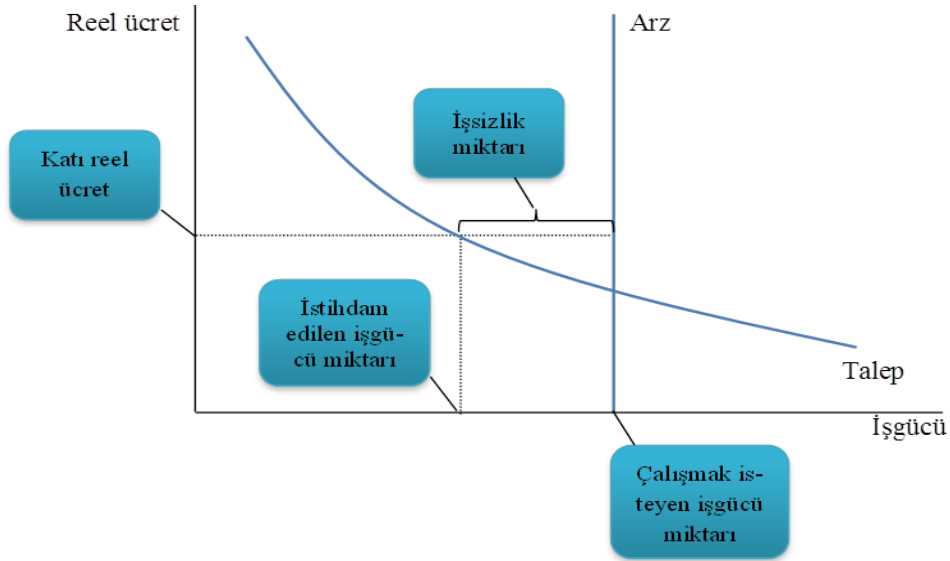 Reel ücret
Arz
İşsizlik
miktarı
Katı reel
ücret
İstihdam
edilen işgü-
cü miktarı
Talep
İşgücü
Çalışmak is-
teyen işgücü
miktarı